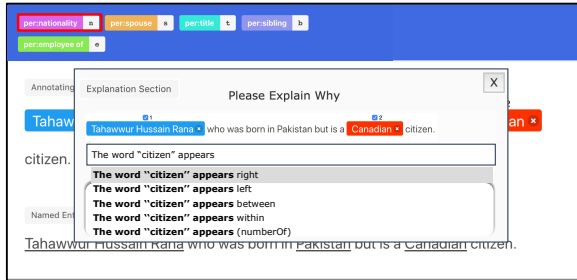 per:nationality n per:spouse s per:title t per:sibling b
per:employee of e
Annotating
Explanation Section
X
Please Explain Why
1 2
Tahaw
Tahawwur Hussain Rana × who was born in Pakistan but is a Canadian × citizen.
an ×
The word "citizen" appears
citizen.
The word ‘‘citizen’’ appears right
The word ‘‘citizen’’ appears left
The word ‘‘citizen’’ appears between
The word ‘‘citizen’’ appears within
Named Ent
The word ‘‘citizen’’ appears (numberOf)
Tahawwur Hussain Rana who was born in Pakistan but is a Canadian citizen.